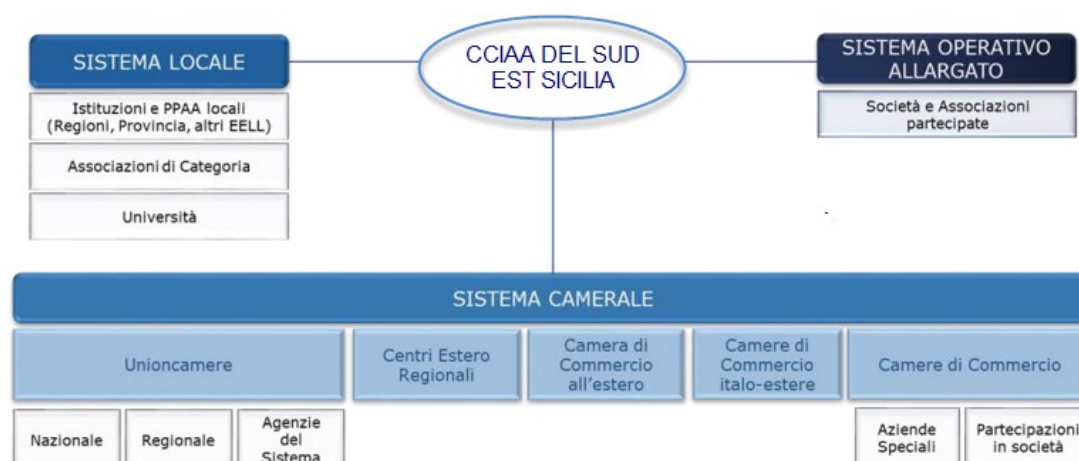 CCIAA DEL SUD
EST SICILIA
SISTEMA LOCALE
Istituzioni e PPAA locali
(Regioni, Provincia, altri EELL)
Associazioni di Categoria
Università
SISTEMA OPERATIVO
ALLARGATO
Società e Associazioni
partecipate
SISTEMA CAMERALE
Unioncamere
Centri Estero
Regionali
Camera di
Commercio
all'estero
Camere di
Commercio
italo-estere
Camere di Commercio
Nazionale
Regionale
Agenzie
del
Sistema
Aziende
Speciali
Partecipazioni
in società